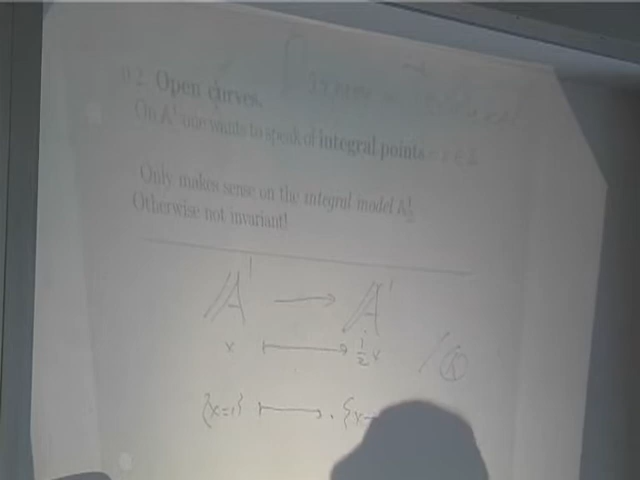 0.2. Open curves.
On 𝔸¹ one wants to speak of integral points = x ∈ ℤ
Only makes sense on the integral model 𝔸¹_ℤ
Otherwise not invariant!
𝔸¹ → 𝔸¹
x ↦ ½x /ℚ
{x=1} ↦ {x=